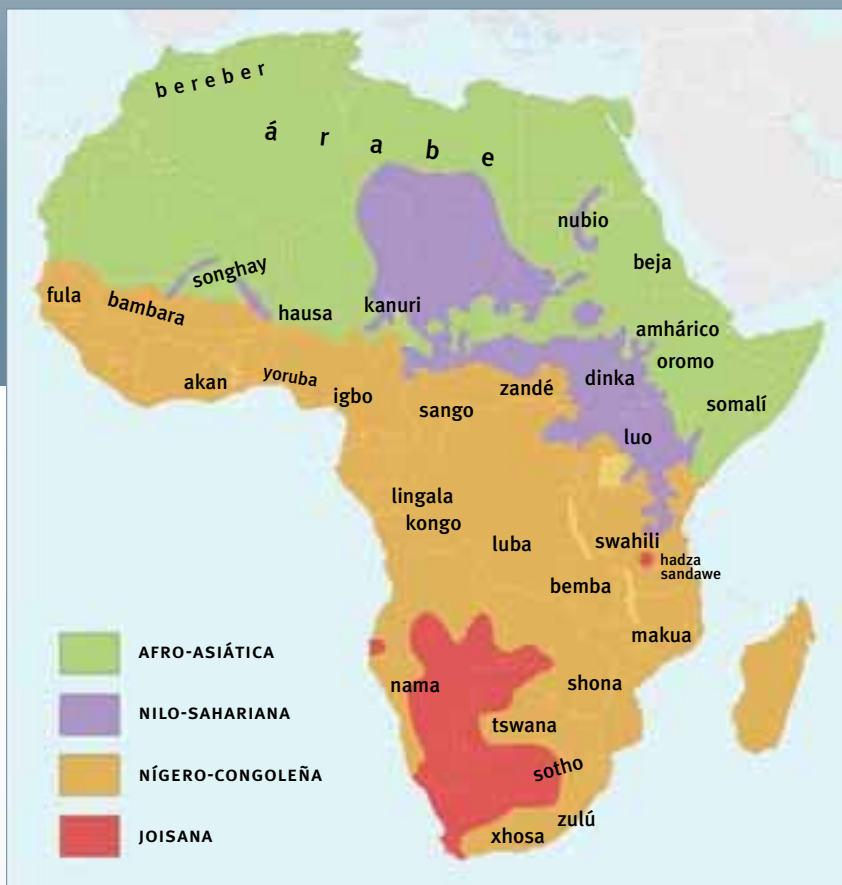 bereber
árabe
nubio
beja
songhay
fula
bambara
hausa
kanuri
amhárico
oromo
akan
yoruba
igbo
sango
zandé
dinka
somalí
luo
lingala
kongo
luba
swahili
hadza
sandawe
bemba
makua
nama
shona
tswana
sotho
zulú
xhosa
AFRO-ASIÁTICA
NILO-SAHARIANA
NÍGERO-CONGOLEÑA
JOISANA